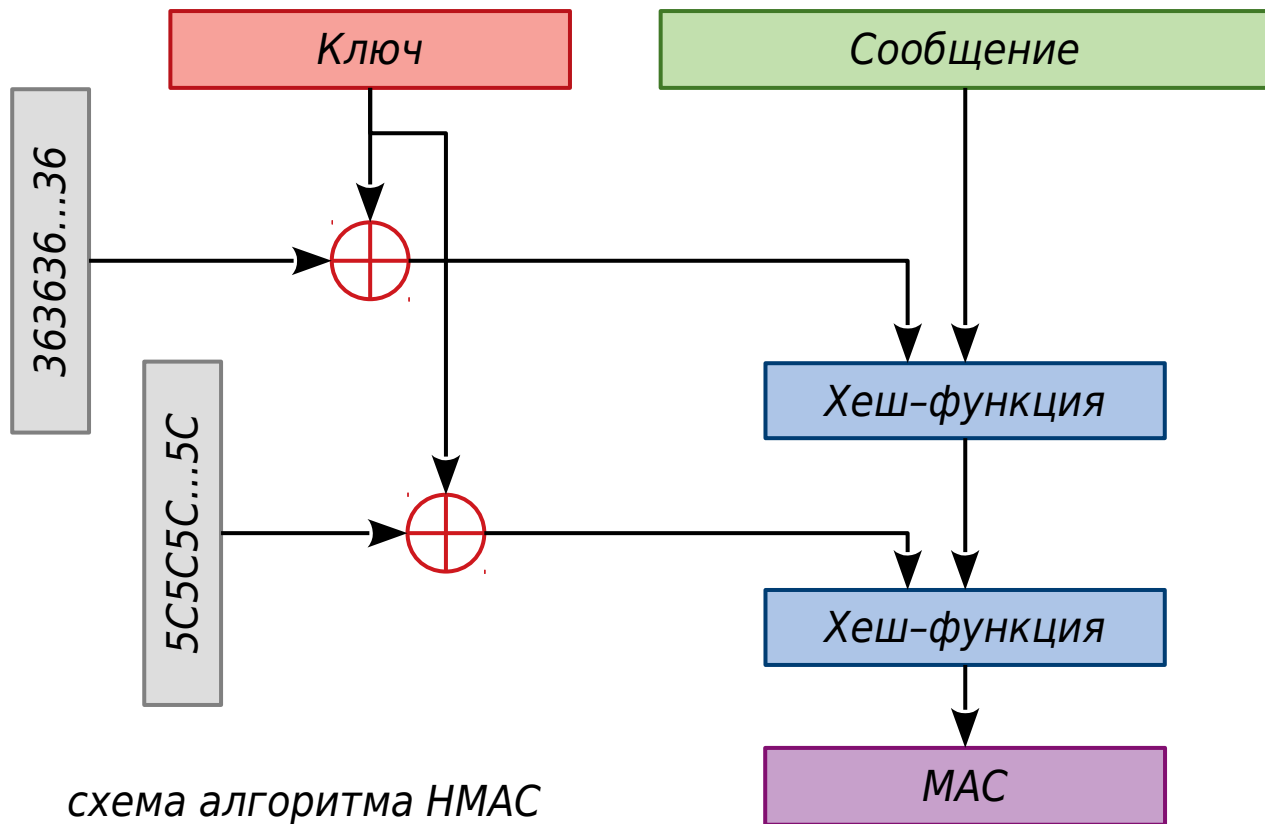 Ключ
Сообщение
363636...36
5C5C5C...5C
Хеш-функция
Хеш-функция
MAC
схема алгоритма HMAC